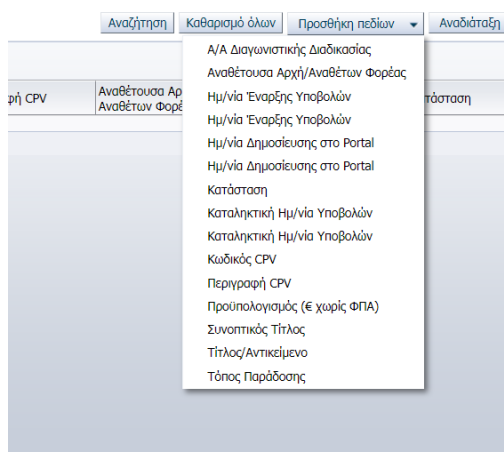 Αναζήτηση Καθαρισμό όλων Προσθήκη πεδίων Αναδιάταξη
Α/Α Διαγωνιστικής Διαδικασίας
Αναθέτουσα Αρχή/Αναθέτων Φορέας
φή CPV Αναθέτουσα Αρ Ημ/νία Έναρξης Υποβολών τάσταση
Αναθέτων Φορέ Ημ/νία Έναρξης Υποβολών
Ημ/νία Δημοσίευσης στο Portal
Ημ/νία Δημοσίευσης στο Portal
Κατάσταση
Καταληκτική Ημ/νία Υποβολών
Καταληκτική Ημ/νία Υποβολών
Κωδικός CPV
Περιγραφή CPV
Προϋπολογισμός (€ χωρίς ΦΠΑ)
Συνοπτικός Τίτλος
Τίτλος/Αντικείμενο
Τόπος Παράδοσης